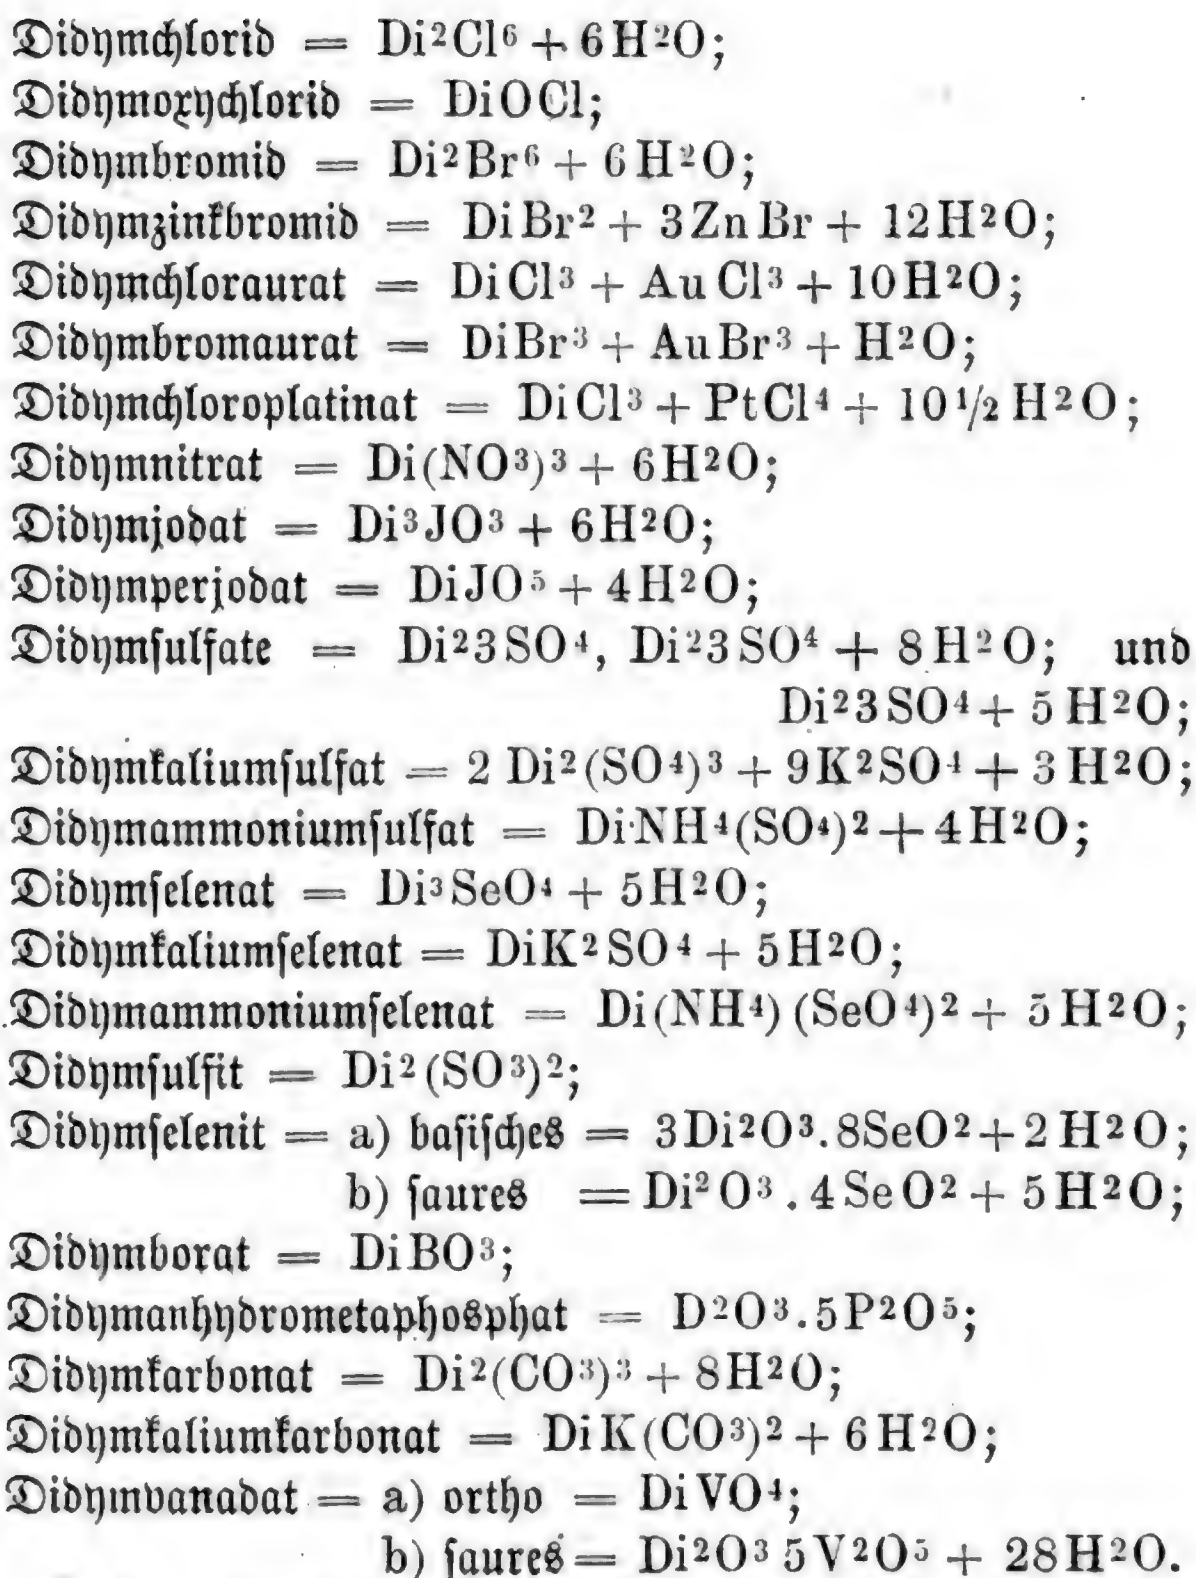 Didymchlorid = Di²Cl⁶ + 6H²O;
Didymoxychlorid = DiOCl;
Didymbromid = Di²Br⁶ + 6H²O;
Didymzinkbromid = DiBr² + 3ZnBr + 12H²O;
Didymchloraurat = DiCl³ + AuCl³ + 10H²O;
Didymbromaurat = DiBr³ + AuBr³ + H²O;
Didymchloroplatinat = DiCl³ + PtCl⁴ + 10½H²O;
Didymnitrat = Di(NO³)³ + 6H²O;
Didymjodat = Di³JO³ + 6H²O;
Didymperjodat = DiJO⁵ + 4H²O;
Didymſulfate = Di²3SO⁴, Di²3SO⁴ + 8H²O; und
Di²3SO⁴ + 5H²O;
Didymkaliumſulfat = 2 Di²(SO⁴)³ + 9K²SO⁴ + 3H²O;
Didymammoniumſulfat = DiNH⁴(SO⁴)² + 4H²O;
Didymſelenat = Di³SeO⁴ + 5H²O;
Didymkaliumſelenat = DiK²SO⁴ + 5H²O;
Didymammoniumſelenat = Di(NH⁴)(SeO⁴)² + 5H²O;
Didymſulfit = Di²(SO³)²;
Didymſelenit = a) baſiſches = 3Di²O³.8SeO² + 2H²O;
b) ſaures = Di²O³.4SeO² + 5H²O;
Didymborat = DiBO³;
Didymanhydrometaphosphat = D²O³.5P²O⁵;
Didymkarbonat = Di²(CO³)³ + 8H²O;
Didymkaliumkarbonat = DiK(CO³)² + 6H²O;
Didymvanadat = a) ortho = DiVO⁴;
b) ſaures = Di²O³ 5V²O⁵ + 28H²O.